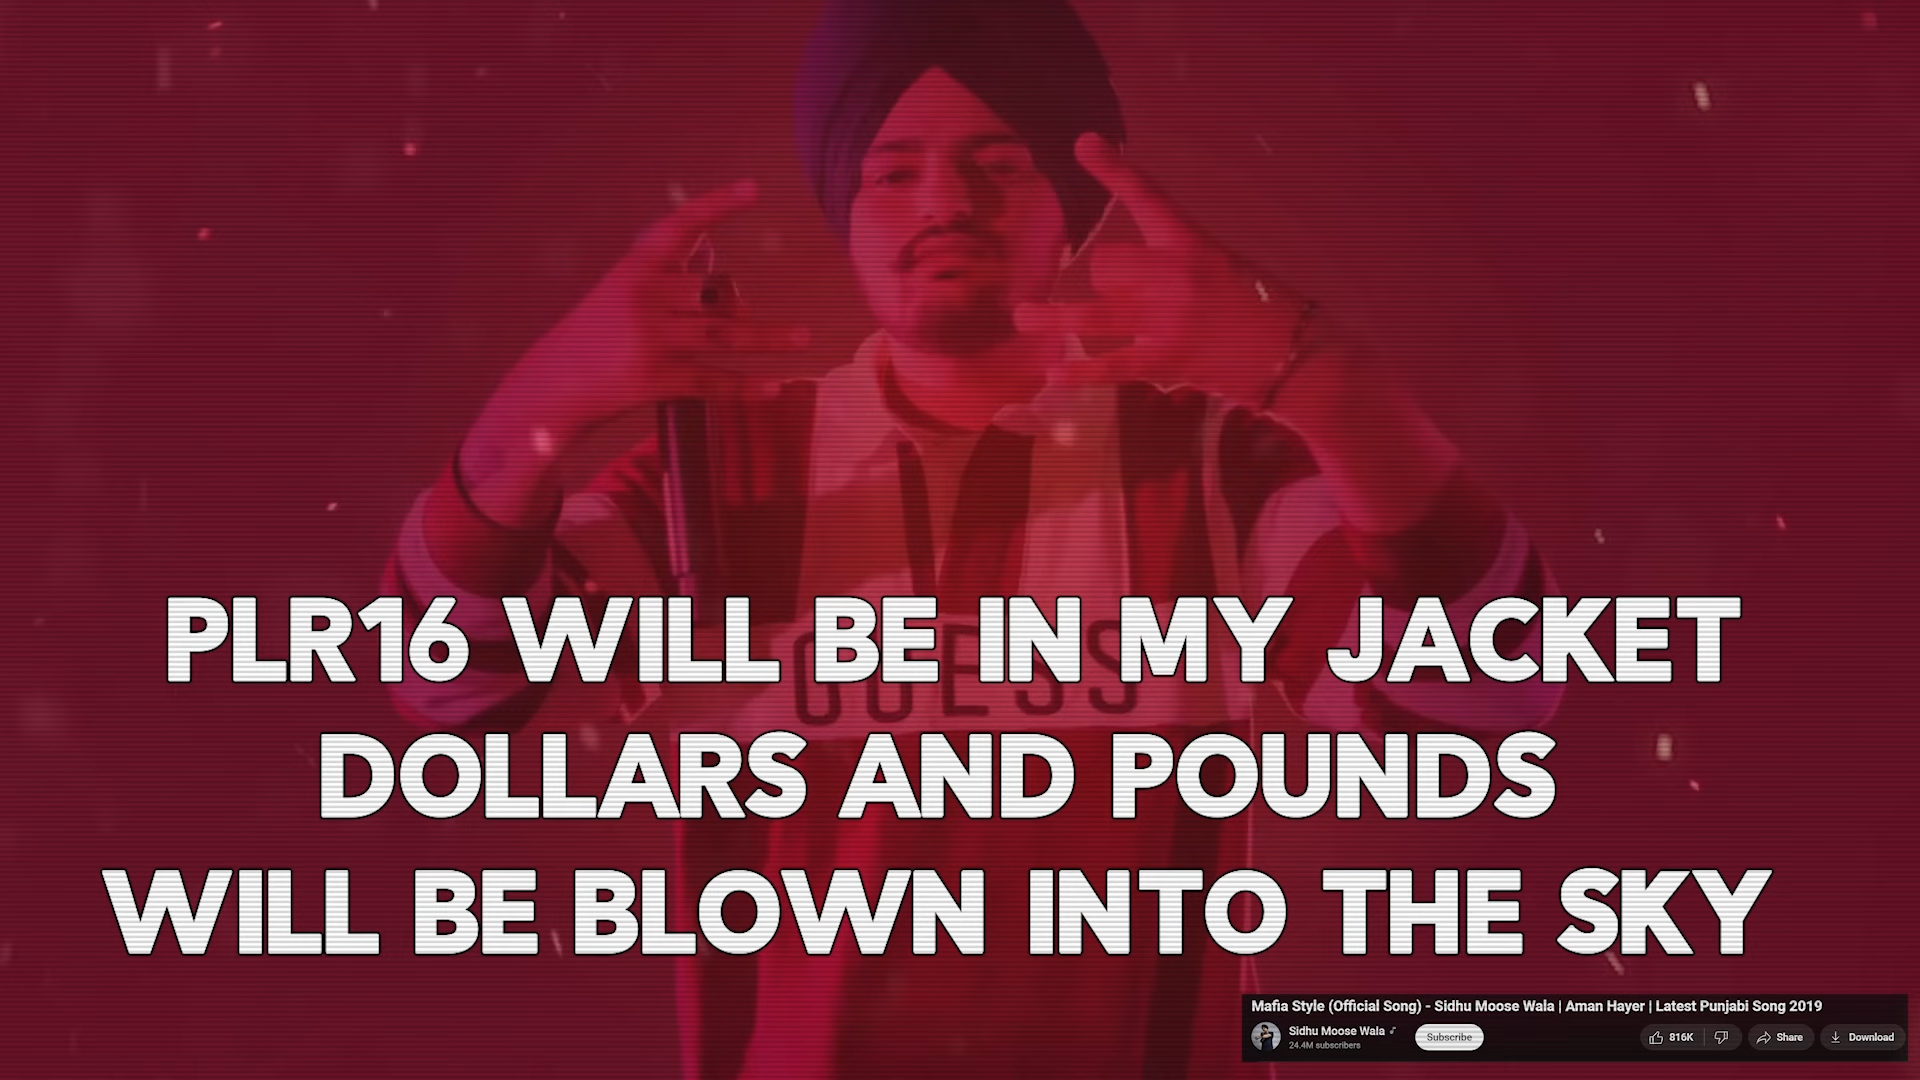 PLR16 WILL BE IN MY JACKET
GUESS
DOLLARS AND POUNDS
WILL BE BLOWN INTO THE SKY
Mafia Style (Official Song) - Sidhu Moose Wala | Aman Hayer | Latest Punjabi Song 2019
Sidhu Moose Wala
24.4M subscribers
Subscribe
816K
Share
Download